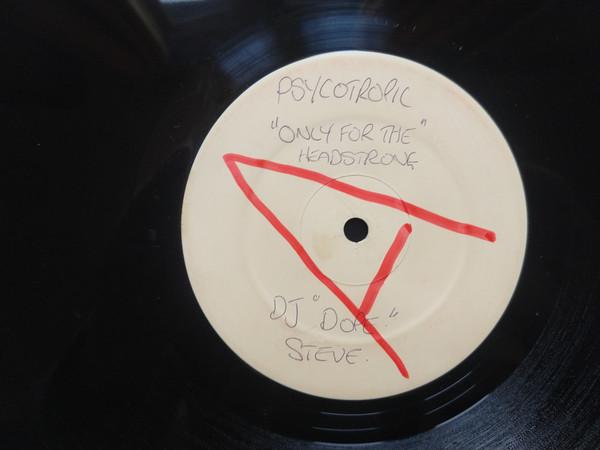 PSYCOTROPIC
"ONLY FOR THE"
HEADSTRONG
DJ "DOPE."
STEVE.